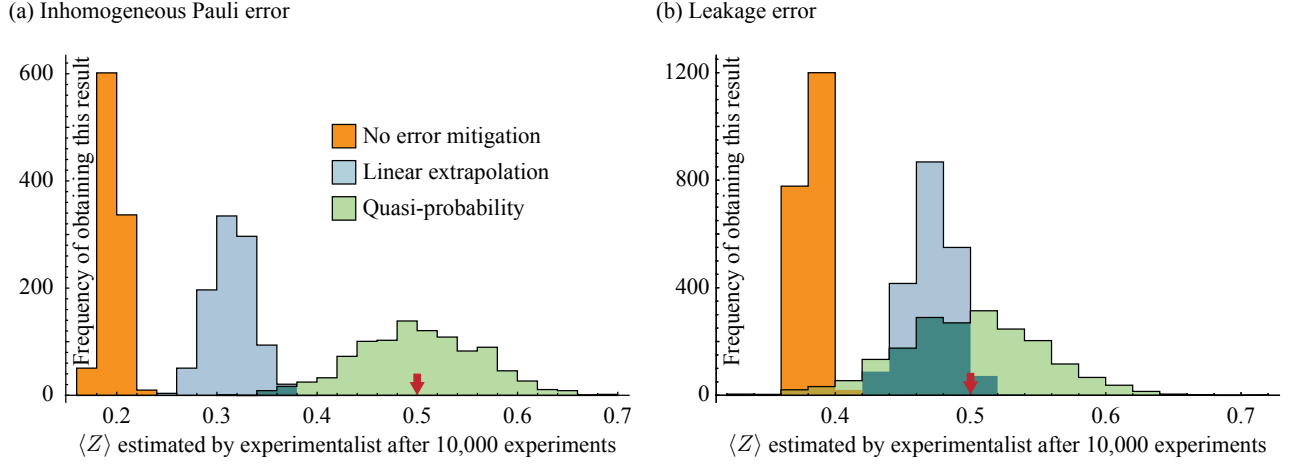 (a) Inhomogeneous Pauli error
Frequency of obtaining this result
600
400
200
0
No error mitigation
Linear extrapolation
Quasi-probability
0.2 0.3 0.4 0.5 0.6 0.7
⟨Z⟩ estimated by experimentalist after 10,000 experiments
(b) Leakage error
Frequency of obtaining this result
1200
800
400
0
0.4 0.5 0.6 0.7
⟨Z⟩ estimated by experimentalist after 10,000 experiments